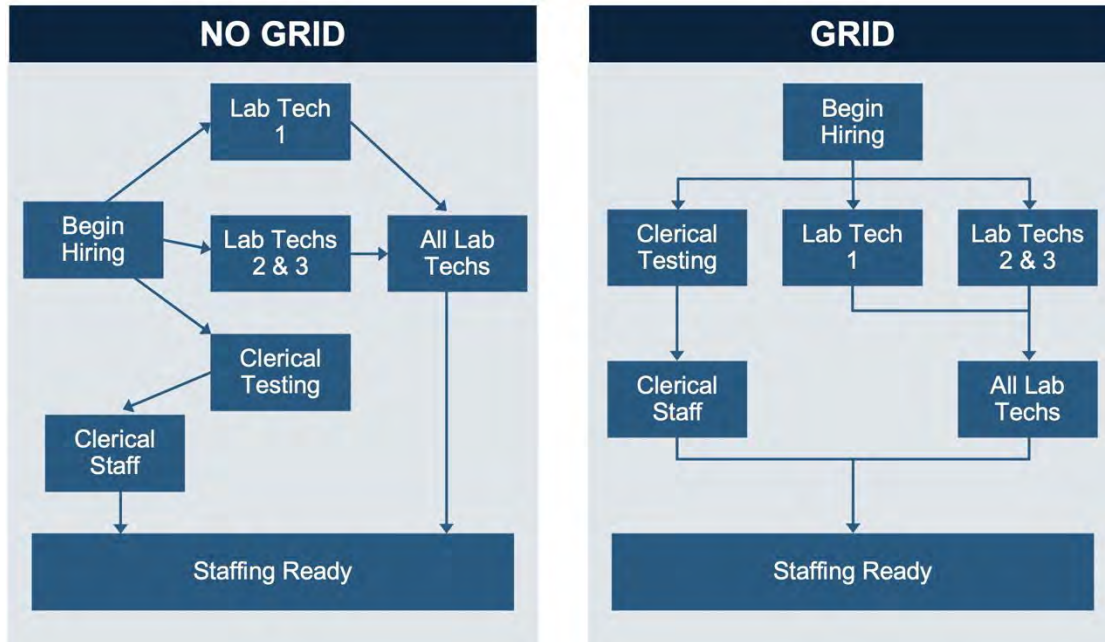 NO GRID
Lab Tech
1
Begin
Hiring
Lab Techs
2 & 3
All Lab
Techs
Clerical
Testing
Clerical
Staff
Staffing Ready
GRID
Begin
Hiring
Clerical
Testing
Lab Tech
1
Lab Techs
2 & 3
Clerical
Staff
All Lab
Techs
Staffing Ready